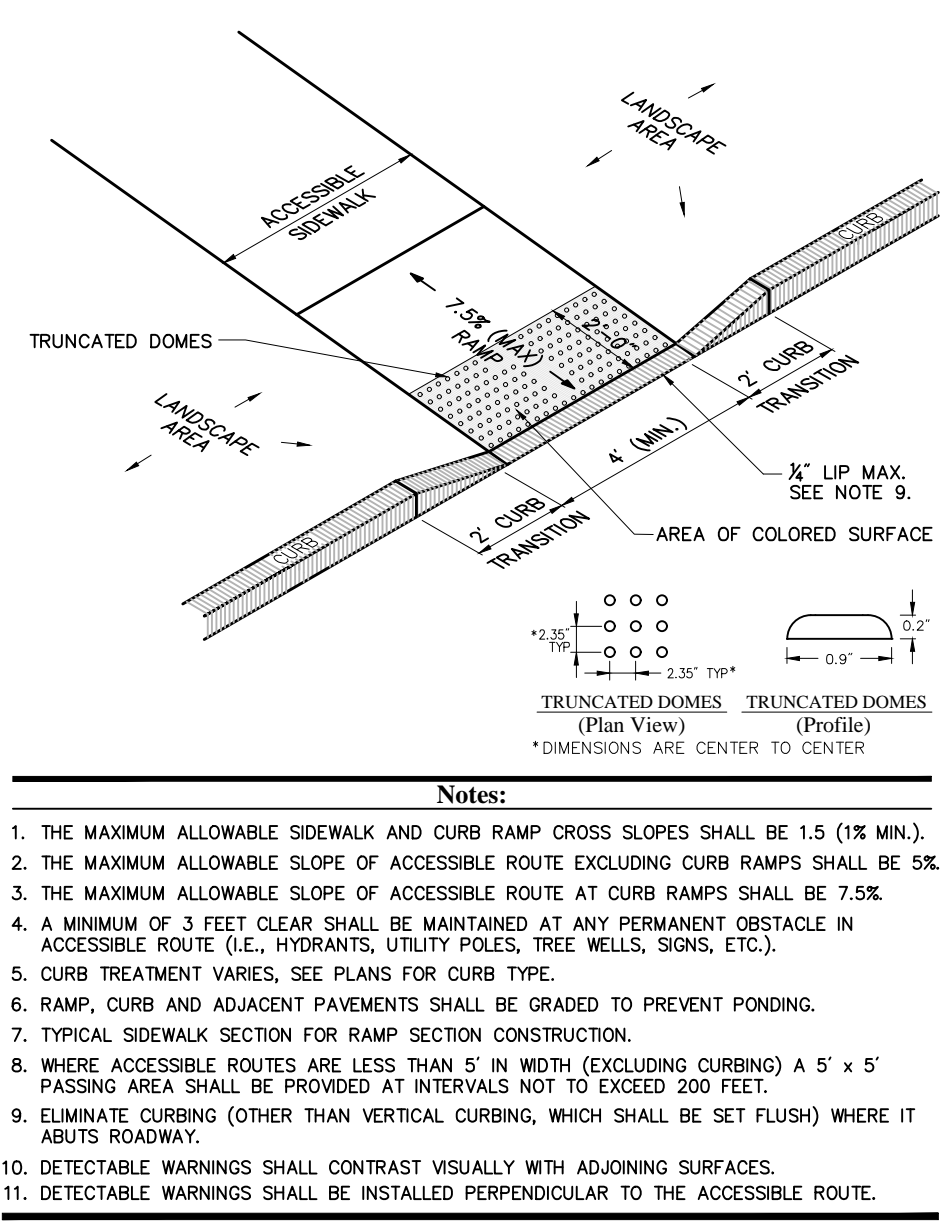 LANDSCAPE
AREA
ACCESSIBLE
SIDEWALK
CURB
7.5% (MAX)
RAMP
2'-0"
TRUNCATED DOMES
2' CURB
TRANSITION
LANDSCAPE
AREA
4' (MIN.)
1/4" LIP MAX.
SEE NOTE 9.
2' CURB
TRANSITION
AREA OF COLORED SURFACE
CURB
*2.35"
TYP
2.35" TYP*
0.2"
0.9"
TRUNCATED DOMES
(Plan View)
TRUNCATED DOMES
(Profile)
*DIMENSIONS ARE CENTER TO CENTER
Notes:
1. THE MAXIMUM ALLOWABLE SIDEWALK AND CURB RAMP CROSS SLOPES SHALL BE 1.5 (1% MIN.).
2. THE MAXIMUM ALLOWABLE SLOPE OF ACCESSIBLE ROUTE EXCLUDING CURB RAMPS SHALL BE 5%.
3. THE MAXIMUM ALLOWABLE SLOPE OF ACCESSIBLE ROUTE AT CURB RAMPS SHALL BE 7.5%.
4. A MINIMUM OF 3 FEET CLEAR SHALL BE MAINTAINED AT ANY PERMANENT OBSTACLE IN
ACCESSIBLE ROUTE (I.E., HYDRANTS, UTILITY POLES, TREE WELLS, SIGNS, ETC.).
5. CURB TREATMENT VARIES, SEE PLANS FOR CURB TYPE.
6. RAMP, CURB AND ADJACENT PAVEMENTS SHALL BE GRADED TO PREVENT PONDING.
7. TYPICAL SIDEWALK SECTION FOR RAMP SECTION CONSTRUCTION.
8. WHERE ACCESSIBLE ROUTES ARE LESS THAN 5' IN WIDTH (EXCLUDING CURBING) A 5' x 5'
PASSING AREA SHALL BE PROVIDED AT INTERVALS NOT TO EXCEED 200 FEET.
9. ELIMINATE CURBING (OTHER THAN VERTICAL CURBING, WHICH SHALL BE SET FLUSH) WHERE IT
ABUTS ROADWAY.
10. DETECTABLE WARNINGS SHALL CONTRAST VISUALLY WITH ADJOINING SURFACES.
11. DETECTABLE WARNINGS SHALL BE INSTALLED PERPENDICULAR TO THE ACCESSIBLE ROUTE.